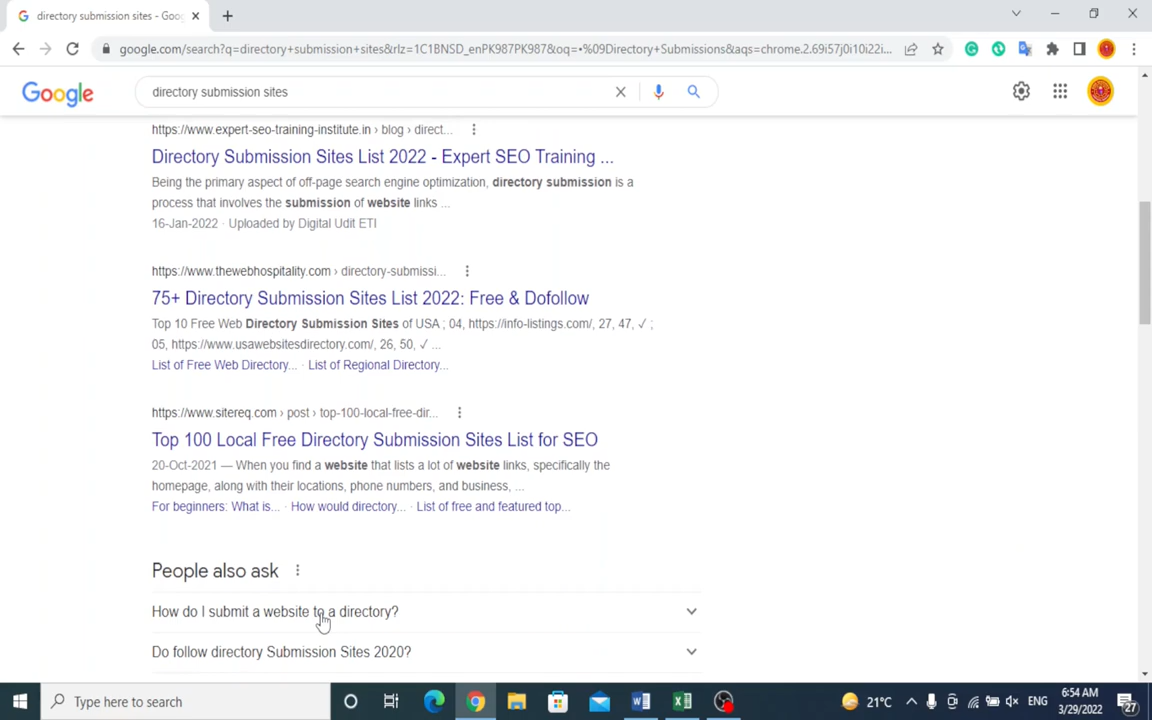 directory submission sites - Goog
google.com/search?q=directory+submission+sites&rlz=1C1BNSD_enPK987PK987&oq=•%09Directory+Submissions&aqs=chrome.2.69i57j0i10i22i...
Google
directory submission sites
https://www.expert-seo-training-institute.in › blog › direct...
Directory Submission Sites List 2022 - Expert SEO Training ...
Being the primary aspect of off-page search engine optimization, directory submission is a
process that involves the submission of website links ...
16-Jan-2022 · Uploaded by Digital Udit ETI
https://www.thewebhospitality.com › directory-submissi...
75+ Directory Submission Sites List 2022: Free & Dofollow
Top 10 Free Web Directory Submission Sites of USA ; 04, https://info-listings.com/, 27, 47, ✓ ;
05, https://www.usawebsitesdirectory.com/, 26, 50, ✓ ...
List of Free Web Directory... · List of Regional Directory...
https://www.sitereq.com › post › top-100-local-free-dir...
Top 100 Local Free Directory Submission Sites List for SEO
20-Oct-2021 — When you find a website that lists a lot of website links, specifically the
homepage, along with their locations, phone numbers, and business, ...
For beginners: What is... · How would directory... · List of free and featured top...
People also ask
How do I submit a website to a directory?
Do follow directory Submission Sites 2020?
Type here to search
21°C
ENG
6:54 AM
3/29/2022
27